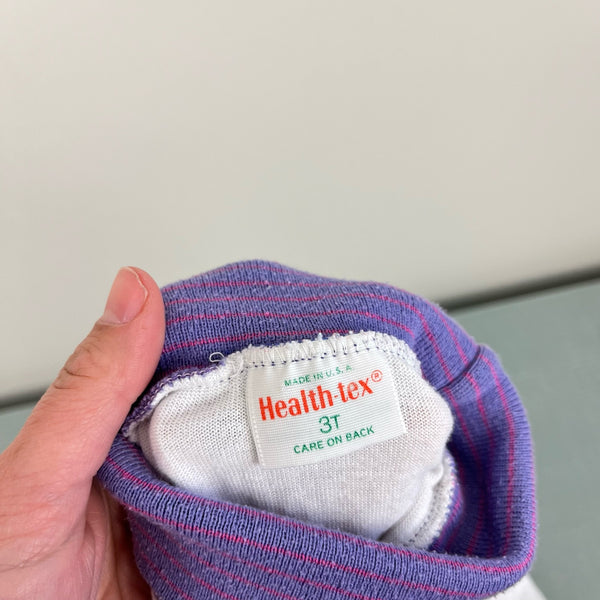 MADE IN U.S.A.
Health-tex®
3T
CARE ON BACK